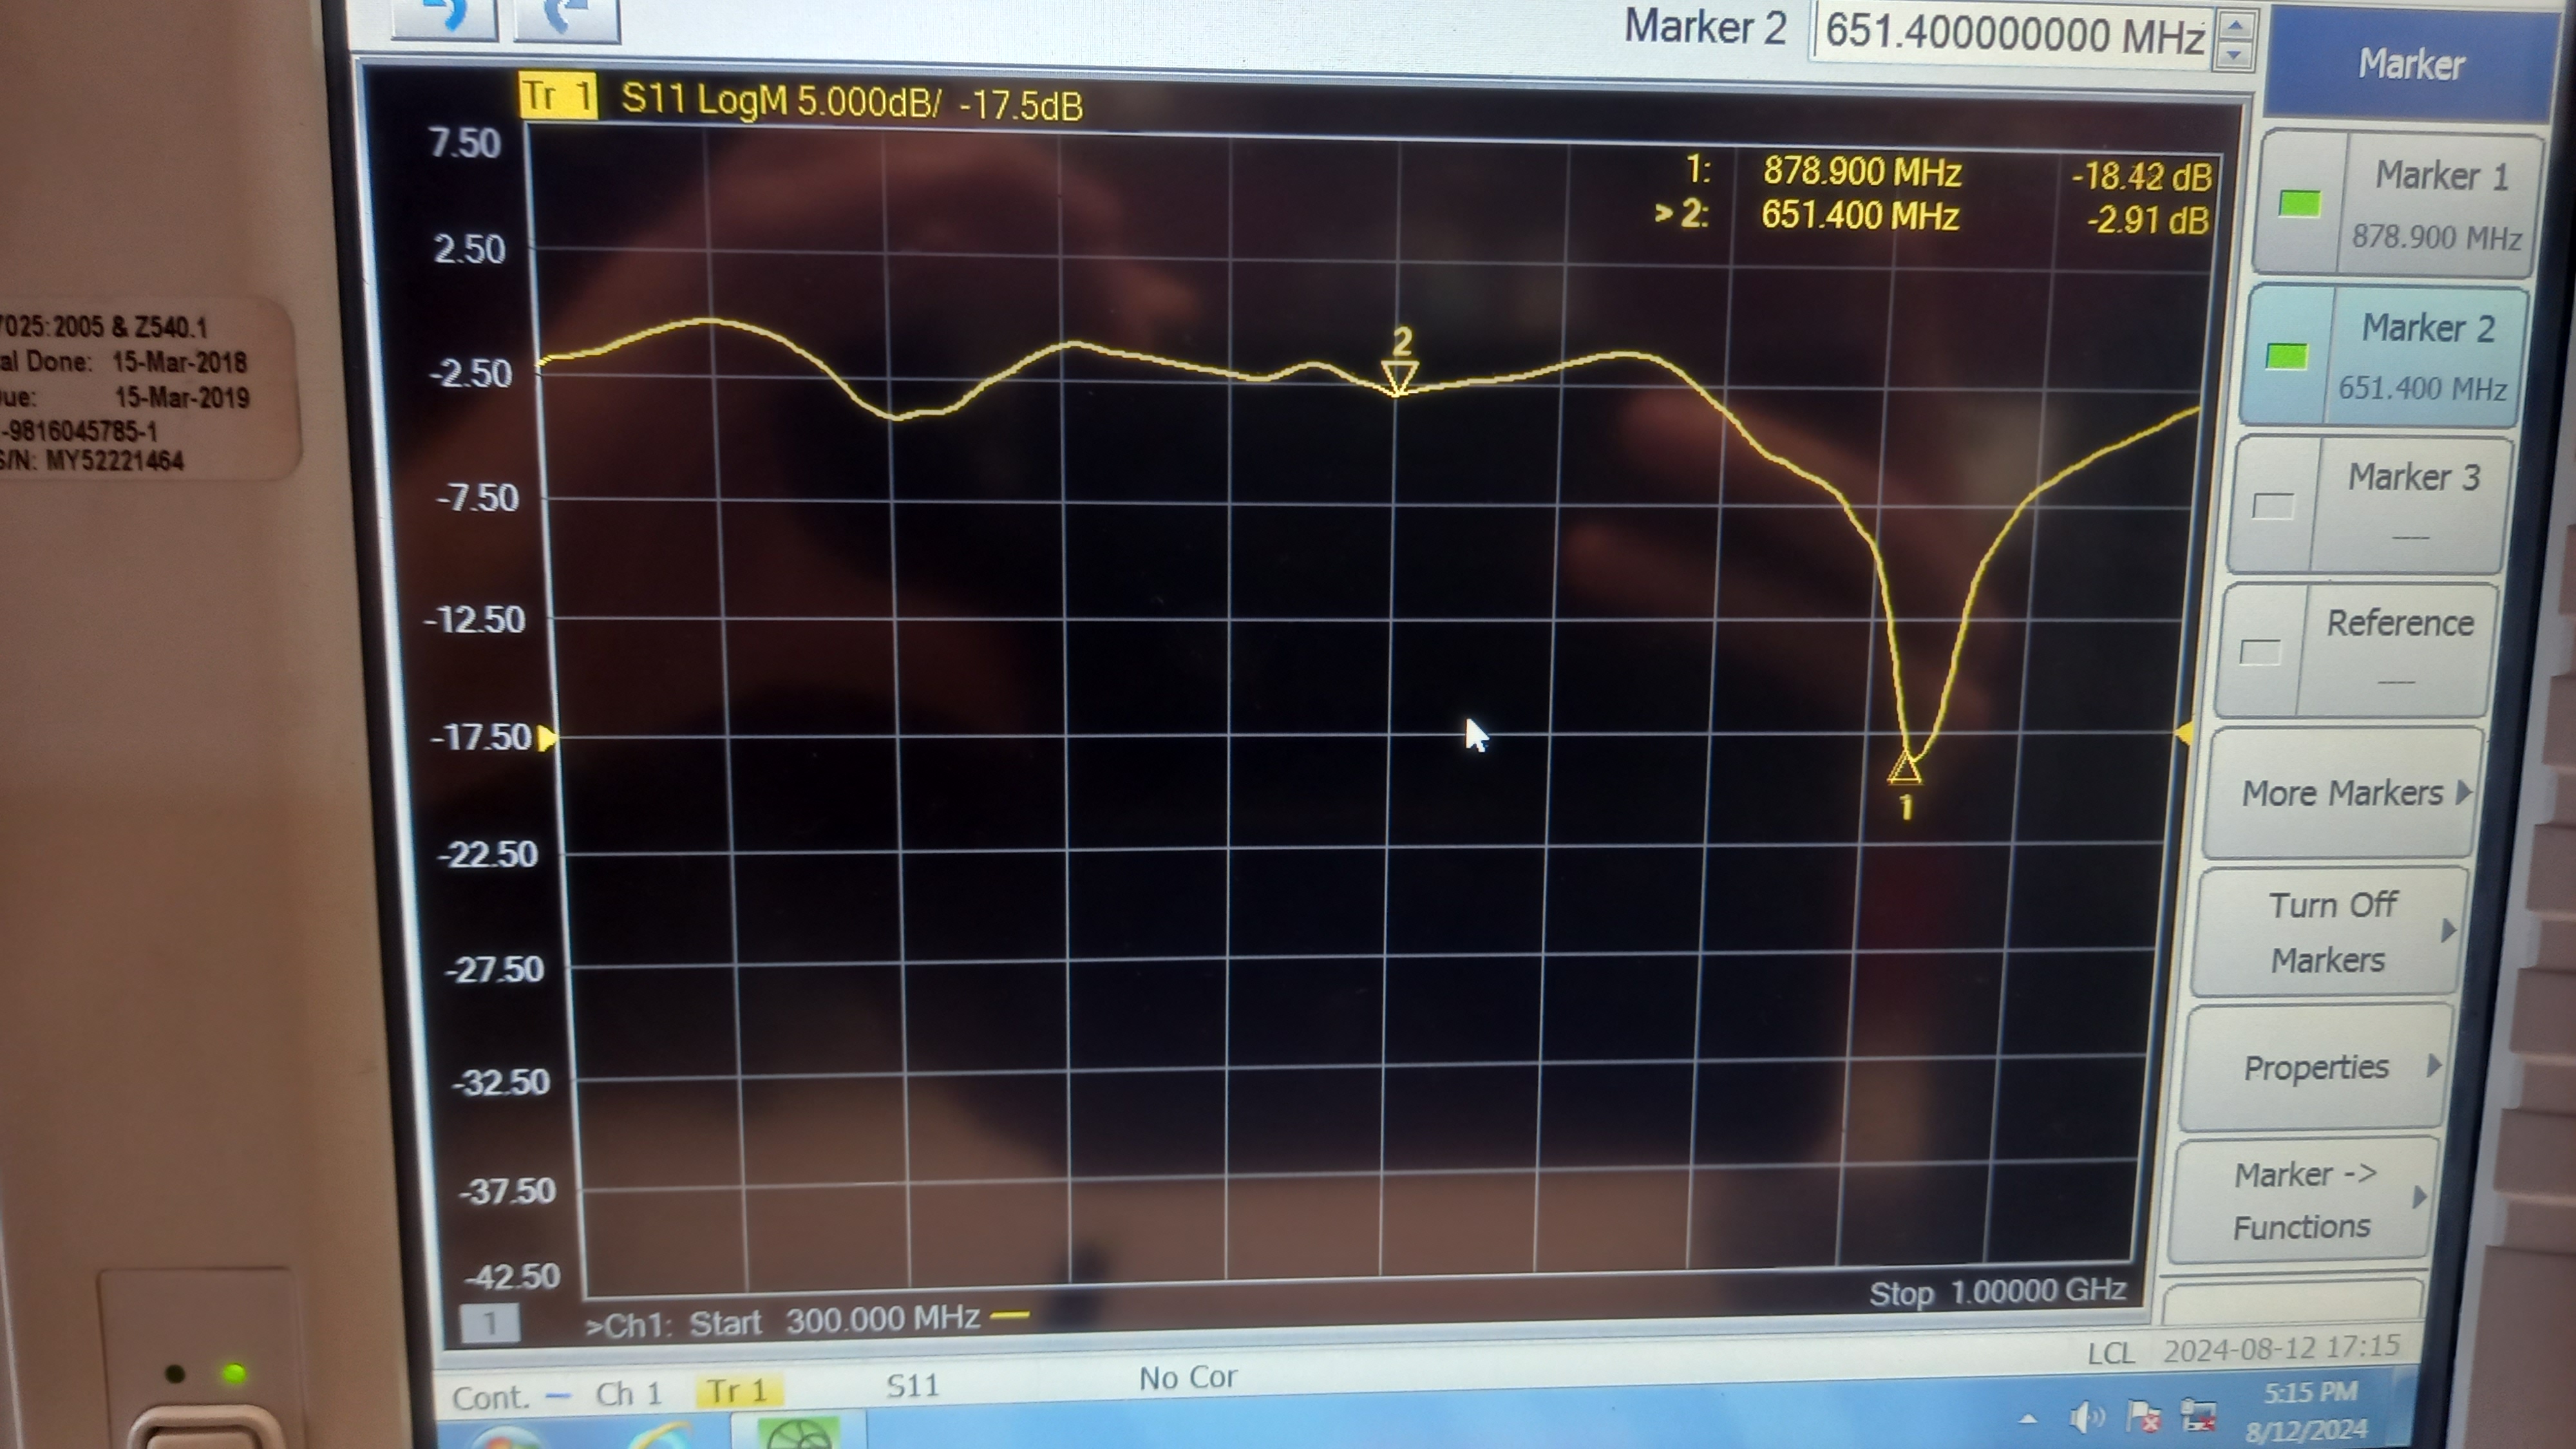 Marker 2 651.400000000 MHz
Marker
Tr 1 S11 LogM 5.000dB/ -17.5dB
7.50
2.50
-2.50
-7.50
-12.50
-17.50
-22.50
-27.50
-32.50
-37.50
-42.50
1: 878.900 MHz -18.42 dB
> 2: 651.400 MHz -2.91 dB
2
1
1 >Ch1: Start 300.000 MHz
Stop 1.00000 GHz
Marker 1
878.900 MHz
Marker 2
651.400 MHz
Marker 3
Reference
More Markers
Turn Off
Markers
Properties
Marker ->
Functions
Cont. Ch 1 Tr 1 S11 No Cor
LCL 2024-08-12 17:15
5:15 PM
8/12/2024
7025:2005 & Z540.1
Done: 15-Mar-2018
15-Mar-2019
-9816045785-1
S/N: MY52221464